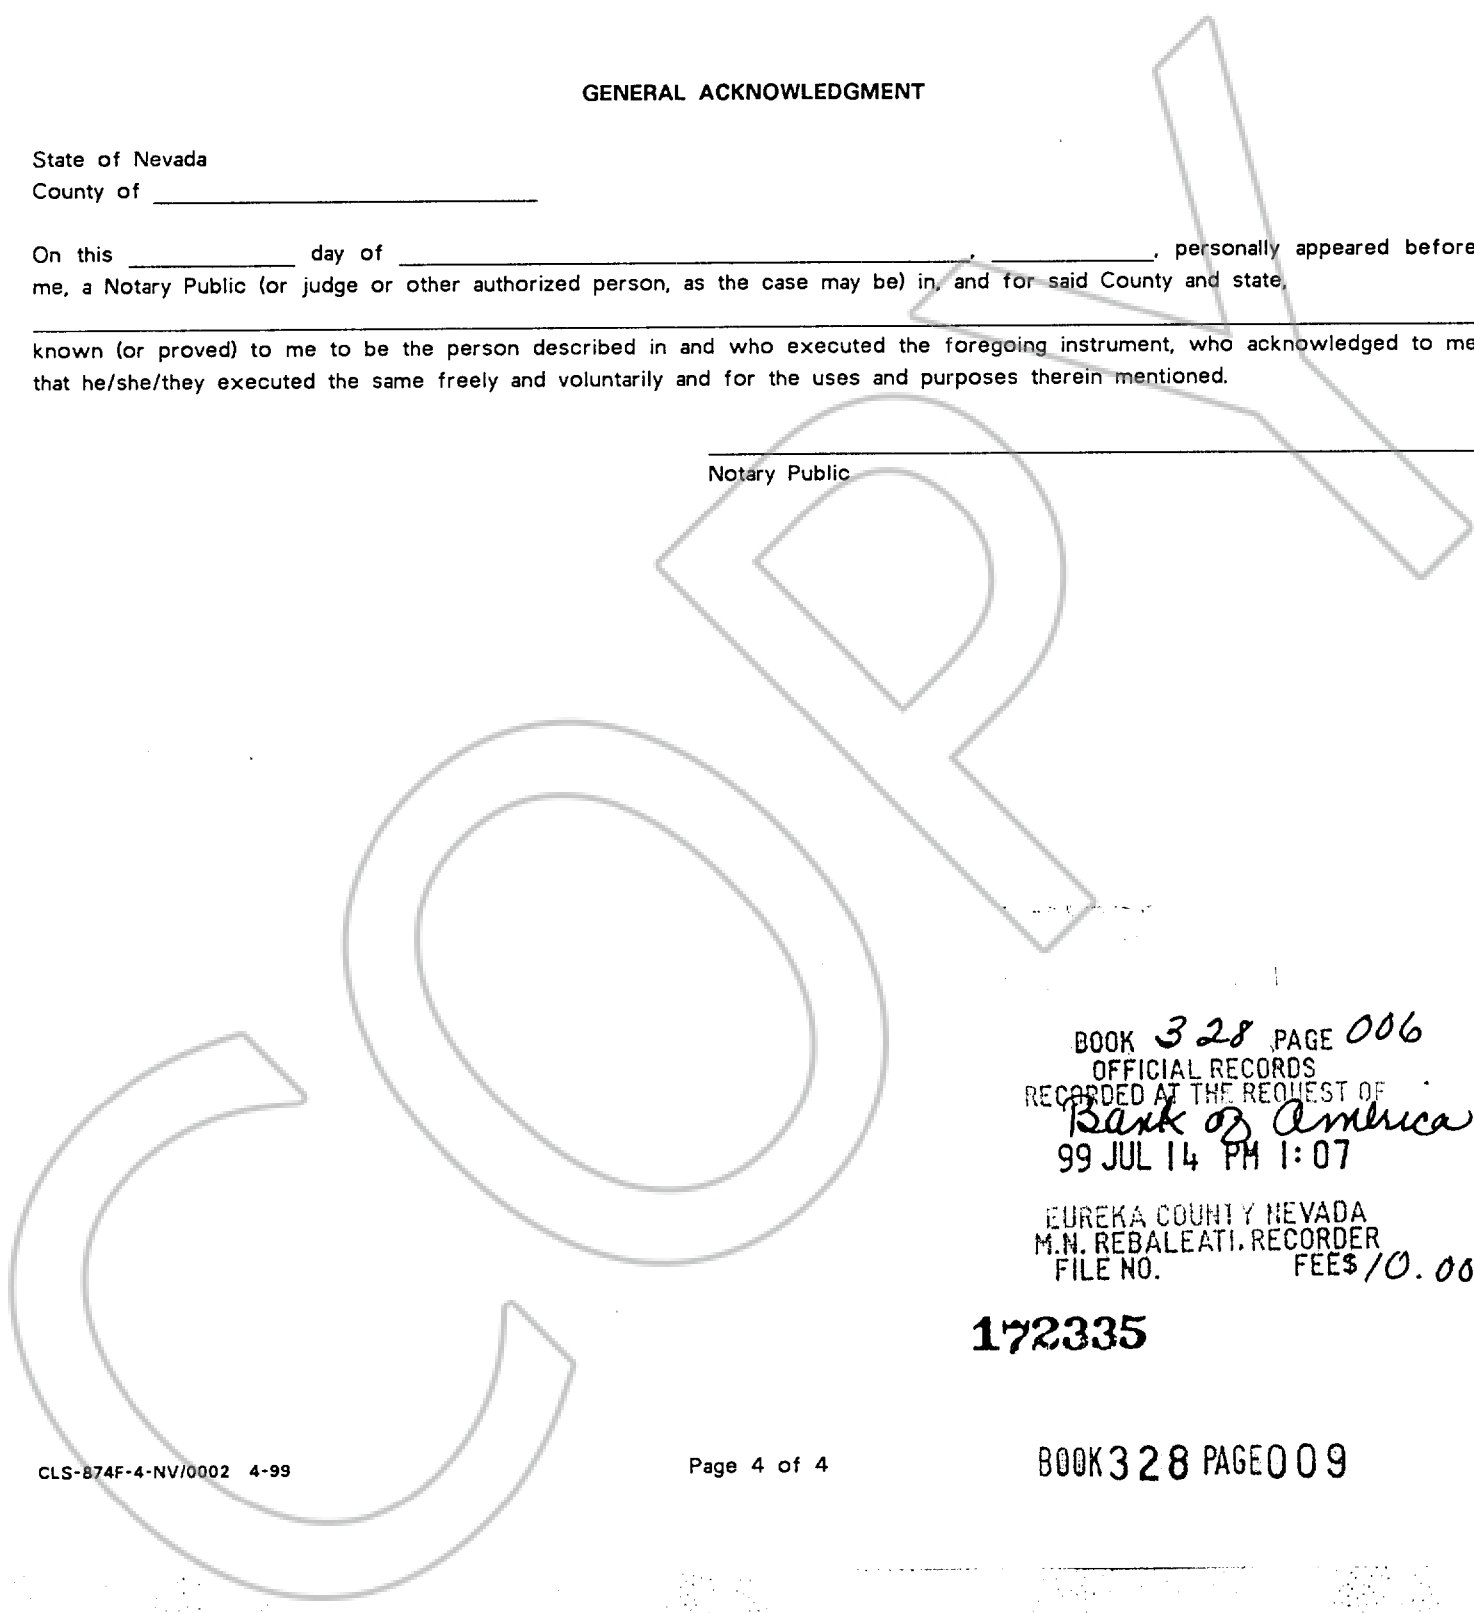 GENERAL ACKNOWLEDGMENT
State of Nevada
County of
On this ____ day of ____, ____, personally appeared before
me, a Notary Public (or judge or other authorized person, as the case may be) in, and for said County and state,
known (or proved) to me to be the person described in and who executed the foregoing instrument, who acknowledged to me
that he/she/they executed the same freely and voluntarily and for the uses and purposes therein mentioned.
Notary Public
COPY
BOOK 328 PAGE 006
OFFICIAL RECORDS
RECORDED AT THE REQUEST OF
Bank of America
99 JUL 14 PM 1:07
EUREKA COUNTY NEVADA
M.N. REBALEATI, RECORDER
FILE NO. FEE$ 10.00
172335
CLS-874F-4-NV/0002 4-99
Page 4 of 4
BOOK 328 PAGE 009